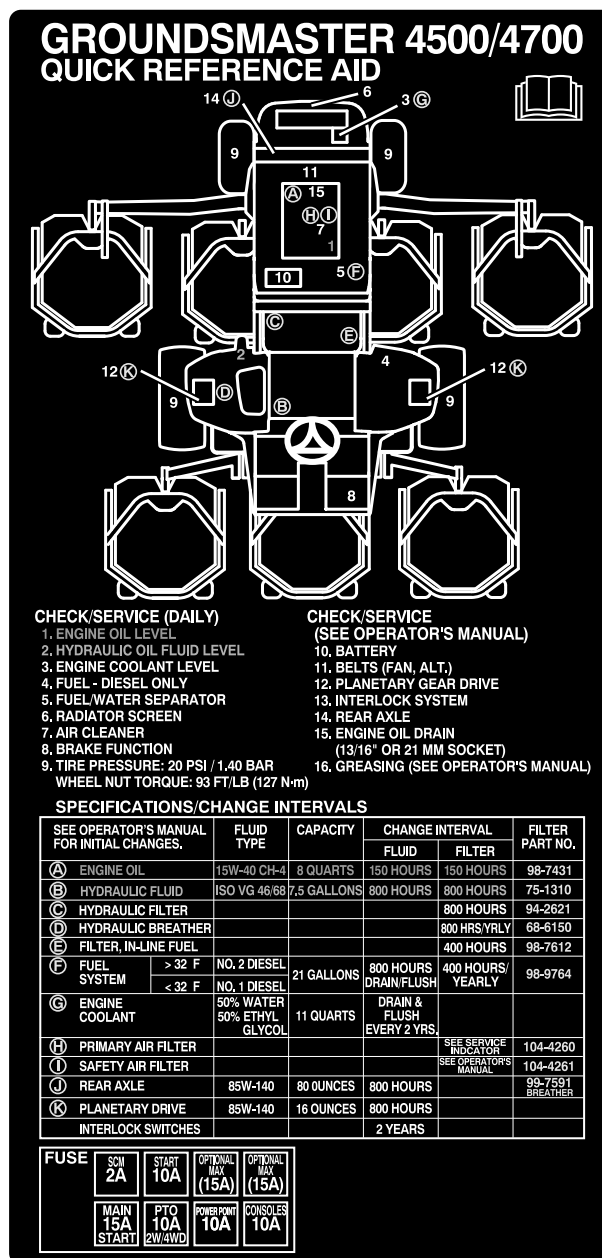 GROUNDSMASTER 4500/4700
QUICK REFERENCE AID
6
14 J
3 G
9
9
11
A 15
H I
7
1
10
5 F
C
E
2
4
12 K
12 K
9
D
B
9
8
CHECK/SERVICE (DAILY)
1. ENGINE OIL LEVEL
2. HYDRAULIC OIL FLUID LEVEL
3. ENGINE COOLANT LEVEL
4. FUEL - DIESEL ONLY
5. FUEL/WATER SEPARATOR
6. RADIATOR SCREEN
7. AIR CLEANER
8. BRAKE FUNCTION
9. TIRE PRESSURE: 20 PSI / 1.40 BAR
WHEEL NUT TORQUE: 93 FT/LB (127 N·m)
CHECK/SERVICE
(SEE OPERATOR'S MANUAL)
10. BATTERY
11. BELTS (FAN, ALT.)
12. PLANETARY GEAR DRIVE
13. INTERLOCK SYSTEM
14. REAR AXLE
15. ENGINE OIL DRAIN
(13/16" OR 21 MM SOCKET)
16. GREASING (SEE OPERATOR'S MANUAL)
SPECIFICATIONS/CHANGE INTERVALS
SEE OPERATOR'S MANUAL FOR INITIAL CHANGES. FLUID TYPE CAPACITY CHANGE INTERVAL FLUID FILTER FILTER PART NO.
A ENGINE OIL 15W-40 CH-4 8 QUARTS 150 HOURS 150 HOURS 98-7431
B HYDRAULIC FLUID ISO VG 46/68 7.5 GALLONS 800 HOURS 800 HOURS 75-1310
C HYDRAULIC FILTER 800 HOURS 94-2621
D HYDRAULIC BREATHER 800 HRS/YRLY 68-6150
E FILTER, IN-LINE FUEL 400 HOURS 98-7612
F FUEL SYSTEM > 32 F NO. 2 DIESEL 21 GALLONS 800 HOURS DRAIN/FLUSH 400 HOURS/ YEARLY 98-9764
< 32 F NO. 1 DIESEL
G ENGINE COOLANT 50% WATER 50% ETHYL GLYCOL 11 QUARTS DRAIN & FLUSH EVERY 2 YRS.
H PRIMARY AIR FILTER SEE SERVICE INDCATOR 104-4260
I SAFETY AIR FILTER SEE OPERATOR'S MANUAL 104-4261
J REAR AXLE 85W-140 80 OUNCES 800 HOURS 99-7591 BREATHER
K PLANETARY DRIVE 85W-140 16 OUNCES 800 HOURS
INTERLOCK SWITCHES 2 YEARS
FUSE
SCM 2A
START 10A
OPTIONAL MAX (15A)
OPTIONAL MAX (15A)
MAIN 15A START
PTO 10A 2W/4WD
POWER POINT 10A
CONSOLES 10A